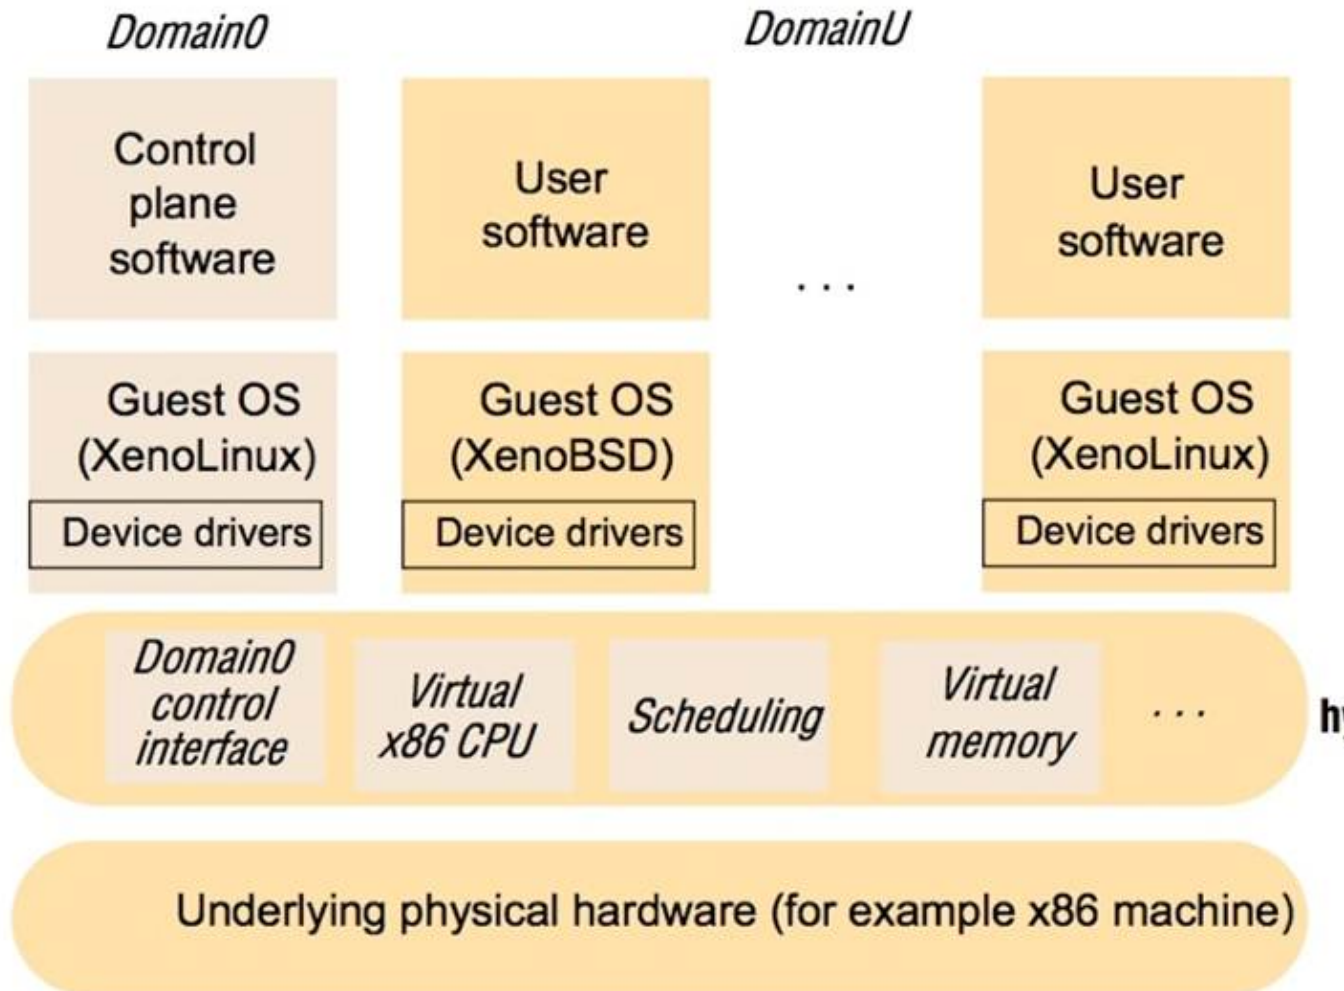 Domain0
DomainU
Control
plane
software
User
software
User
software
. . .
Guest OS
(XenoLinux)
Device drivers
Guest OS
(XenoBSD)
Device drivers
Guest OS
(XenoLinux)
Device drivers
Domain0
control
interface
Virtual
x86 CPU
Scheduling
Virtual
memory
. . .
Underlying physical hardware (for example x86 machine)